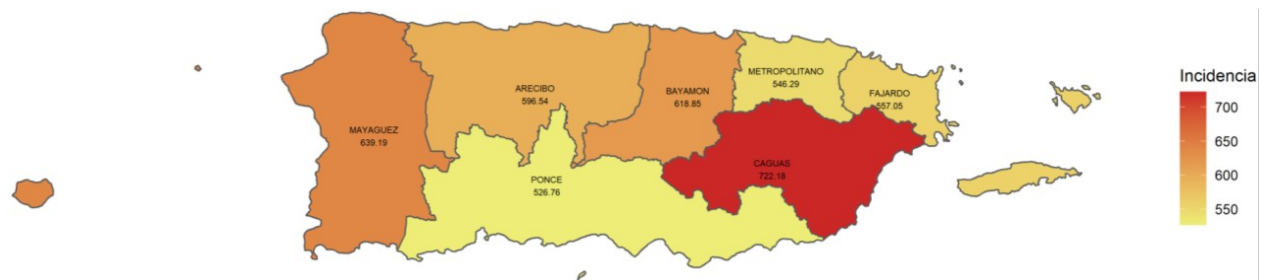 METROPOLITANO
546.29
Incidencia
ARECIBO
596.54
BAYAMON
618.85
FAJARDO
557.05
700
MAYAGUEZ
639.19
650
CAGUAS
722.18
600
PONCE
526.76
550